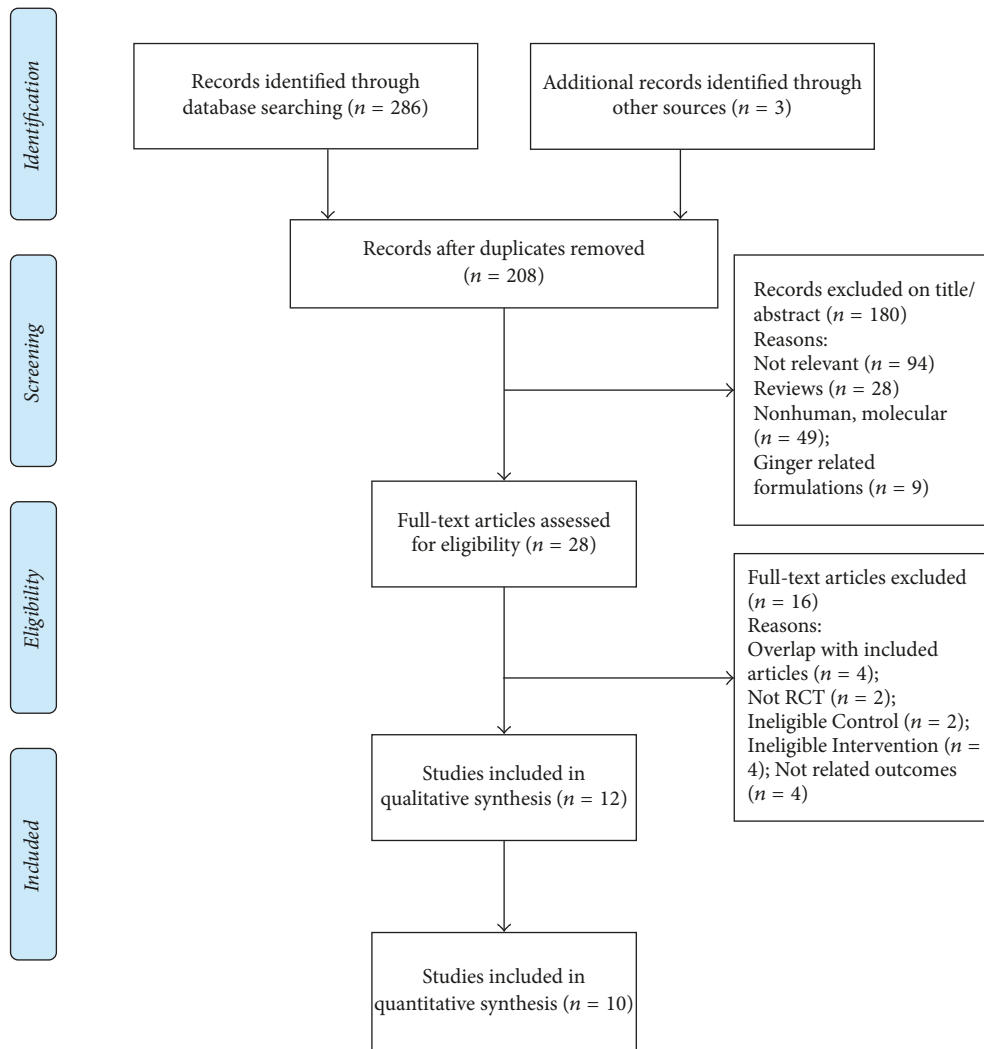 Identification
Records identified through
database searching (n = 286)
Additional records identified through
other sources (n = 3)
Records after duplicates removed
(n = 208)
Screening
Records excluded on title/
abstract (n = 180)
Reasons:
Not relevant (n = 94)
Reviews (n = 28)
Nonhuman, molecular
(n = 49);
Ginger related
formulations (n = 9)
Eligibility
Full-text articles assessed
for eligibility (n = 28)
Full-text articles excluded
(n = 16)
Reasons:
Overlap with included
articles (n = 4);
Not RCT (n = 2);
Ineligible Control (n = 2);
Ineligible Intervention (n =
4); Not related outcomes
(n = 4)
Included
Studies included in
qualitative synthesis (n = 12)
Studies included in
quantitative synthesis (n = 10)